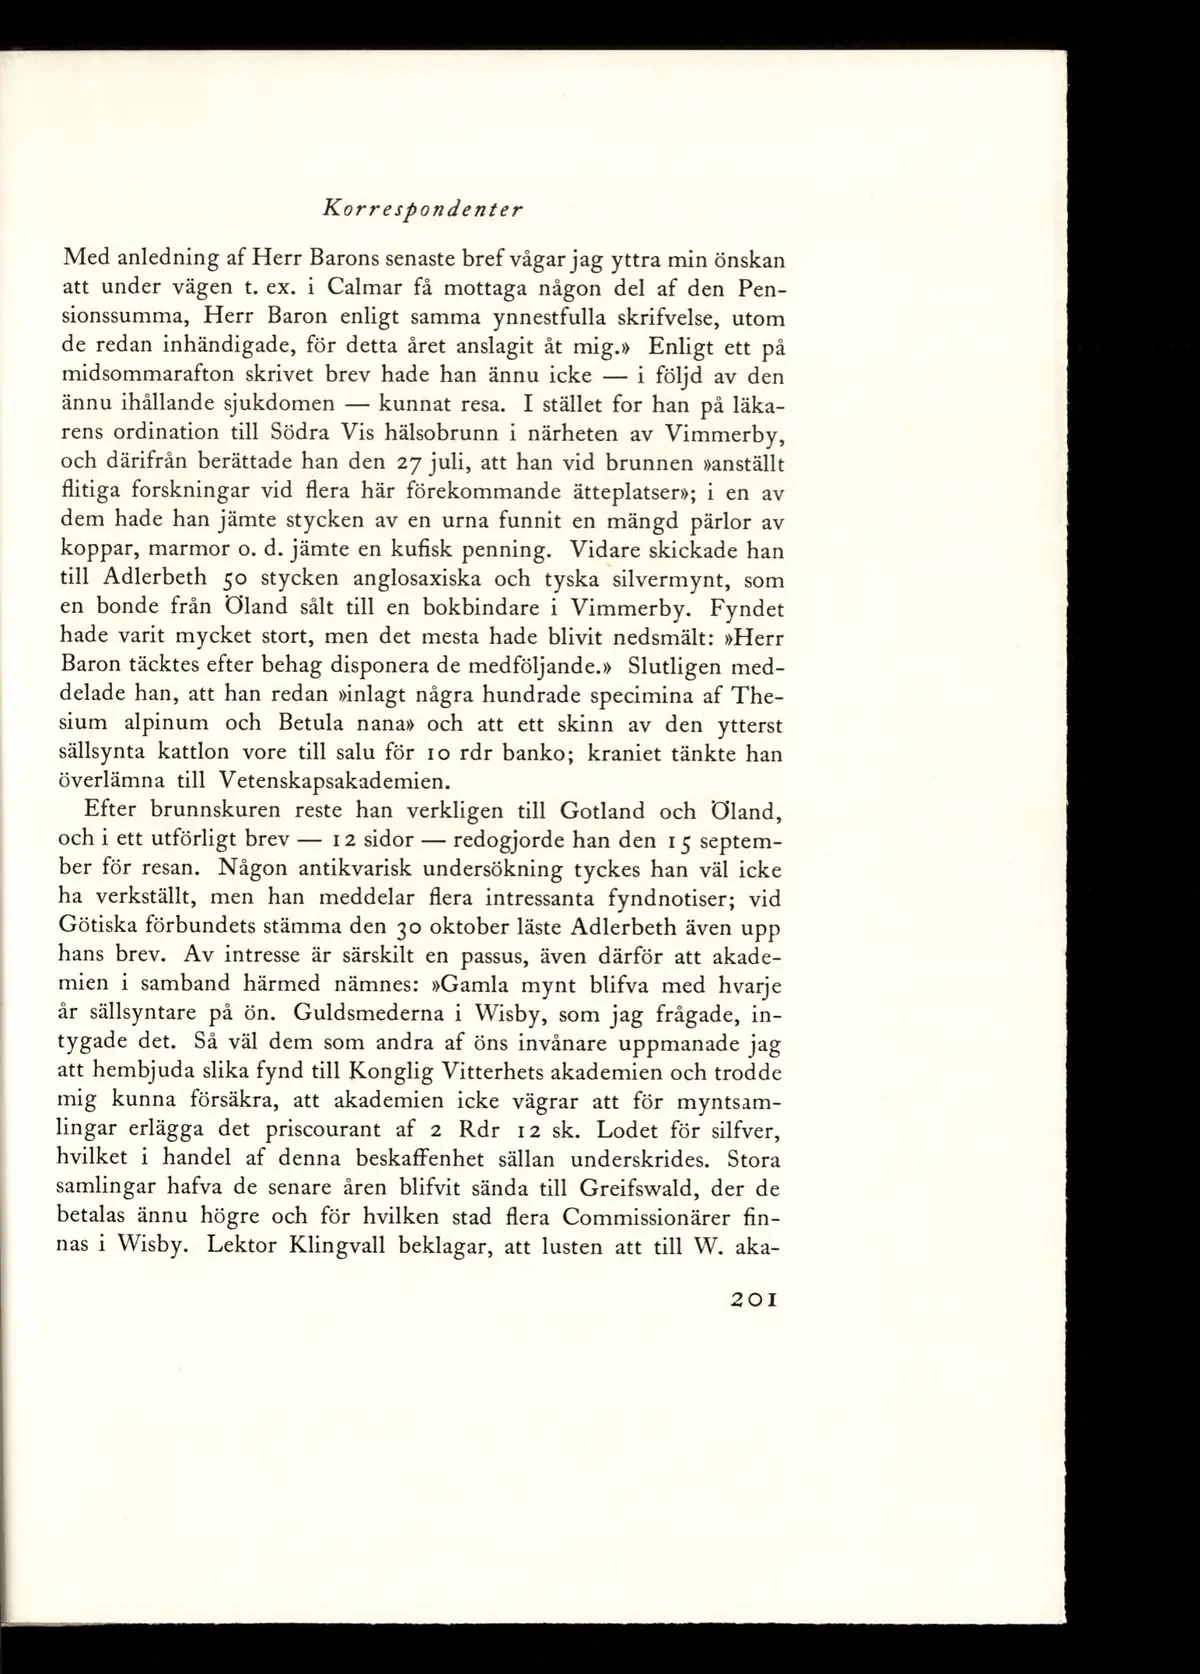 Korrespondenter
Med anledning af Herr Barons senaste bref vågar jag yttra min önskan
att under vägen t. ex. i Calmar få mottaga någon del af den Pen-
sionssumma, Herr Baron enligt samma ynnestfulla skrifvelse, utom
de redan inhändigade, för detta året anslagit åt mig.» Enligt ett på
midsommarafton skrivet brev hade han ännu icke — i följd av den
ännu ihållande sjukdomen — kunnat resa. I stället for han på läka-
rens ordination till Södra Vis hälsobrunn i närheten av Vimmerby,
och därifrån berättade han den 27 juli, att han vid brunnen »anställt
flitiga forskningar vid flera här förekommande ätteplatser»; i en av
dem hade han jämte stycken av en urna funnit en mängd pärlor av
koppar, marmor o. d. jämte en kufisk penning. Vidare skickade han
till Adlerbeth 50 stycken anglosaxiska och tyska silvermynt, som
en bonde från Öland sålt till en bokbindare i Vimmerby. Fyndet
hade varit mycket stort, men det mesta hade blivit nedsmält: »Herr
Baron täcktes efter behag disponera de medföljande.» Slutligen med-
delade han, att han redan »inlagt några hundrade specimina af The-
sium alpinum och Betula nana» och att ett skinn av den ytterst
sällsynta kattlon vore till salu för 10 rdr banko; kraniet tänkte han
överlämna till Vetenskapsakademien.
Efter brunnskuren reste han verkligen till Gotland och Öland,
och i ett utförligt brev — 12 sidor — redogjorde han den 15 septem-
ber för resan. Någon antikvarisk undersökning tyckes han väl icke
ha verkställt, men han meddelar flera intressanta fyndnotiser; vid
Götiska förbundets stämma den 30 oktober läste Adlerbeth även upp
hans brev. Av intresse är särskilt en passus, även därför att akade-
mien i samband härmed nämnes: »Gamla mynt blifva med hvarje
år sällsyntare på ön. Guldsmederna i Wisby, som jag frågade, in-
tygade det. Så väl dem som andra af öns invånare uppmanade jag
att hembjuda slika fynd till Konglig Vitterhets akademien och trodde
mig kunna försäkra, att akademien icke vägrar att för myntsam-
lingar erlägga det priscourant af 2 Rdr 12 sk. Lodet för silfver,
hvilket i handel af denna beskaffenhet sällan underskrides. Stora
samlingar hafva de senare åren blifvit sända till Greifswald, der de
betalas ännu högre och för hvilken stad flera Commissionärer fin-
nas i Wisby. Lektor Klingvall beklagar, att lusten att till W. aka-
201